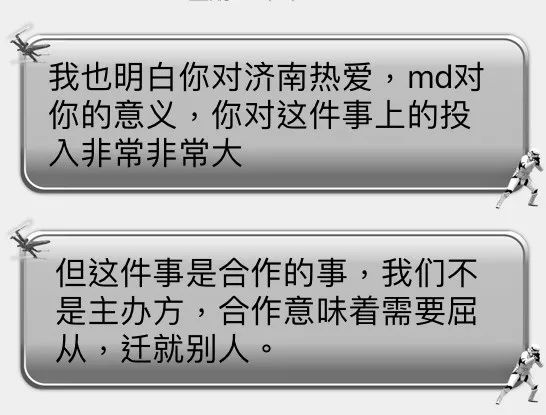 我也明白你对济南热爱，md对
你的意义，你对这件事上的投
入非常非常大
但这件事是合作的事，我们不
是主办方，合作意味着需要屈
从，迁就别人。